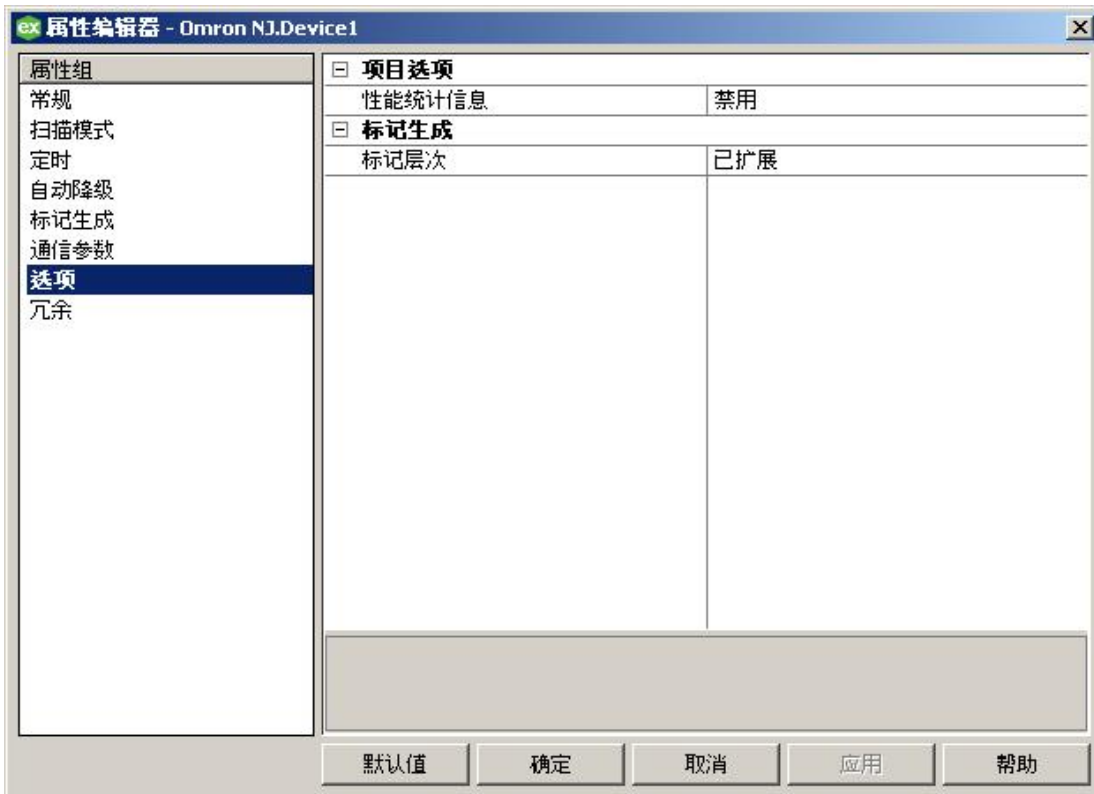 ex 属性编辑器 - Omron NJ.Device1
属性组
常规
扫描模式
定时
自动降级
标记生成
通信参数
选项
冗余
项目选项
性能统计信息 禁用
标记生成
标记层次 已扩展
默认值 确定 取消 应用 帮助